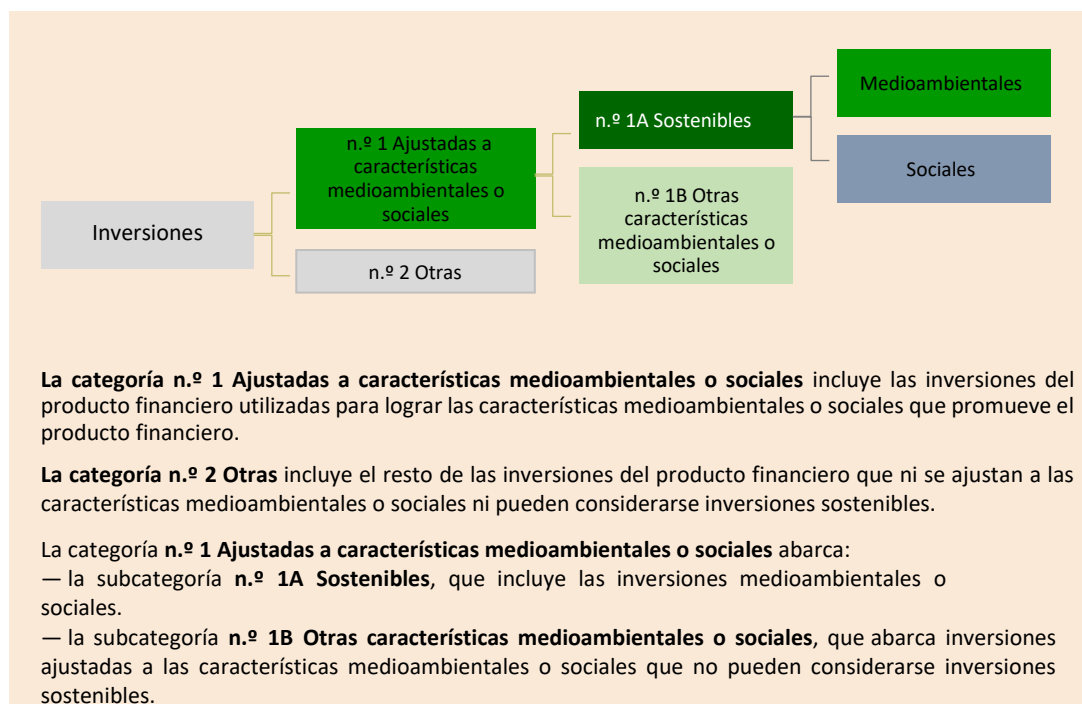 Medioambientales
n.º 1A Sostenibles
n.º 1 Ajustadas a
características
medioambientales o
sociales
Sociales
n.º 1B Otras
características
medioambientales o
sociales
Inversiones
n.º 2 Otras
La categoría n.º 1 Ajustadas a características medioambientales o sociales incluye las inversiones del
producto financiero utilizadas para lograr las características medioambientales o sociales que promueve el
producto financiero.
La categoría n.º 2 Otras incluye el resto de las inversiones del producto financiero que ni se ajustan a las
características medioambientales o sociales ni pueden considerarse inversiones sostenibles.
La categoría n.º 1 Ajustadas a características medioambientales o sociales abarca:
— la subcategoría n.º 1A Sostenibles, que incluye las inversiones medioambientales o
sociales.
— la subcategoría n.º 1B Otras características medioambientales o sociales, que abarca inversiones
ajustadas a las características medioambientales o sociales que no pueden considerarse inversiones
sostenibles.